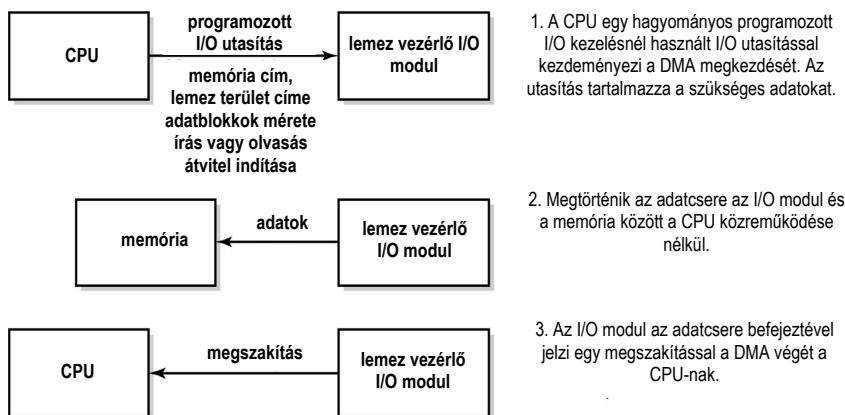 CPU
programozott
I/O utasítás
lemez vezérlő I/O
modul
memória cím,
lemez terület címe
adatblokkok mérete
írás vagy olvasás
átvitel indítása
1. A CPU egy hagyományos programozott
I/O kezelésnél használt I/O utasítással
kezdeményezi a DMA megkezdését. Az
utasítás tartalmazza a szükséges adatokat.
memória
adatok
lemez vezérlő
I/O modul
2. Megtörténik az adatcsere az I/O modul és
a memória között a CPU közreműködése
nélkül.
CPU
megszakítás
lemez vezérlő
I/O modul
3. Az I/O modul az adatcsere befejeztével
jelzi egy megszakítással a DMA végét a
CPU-nak.